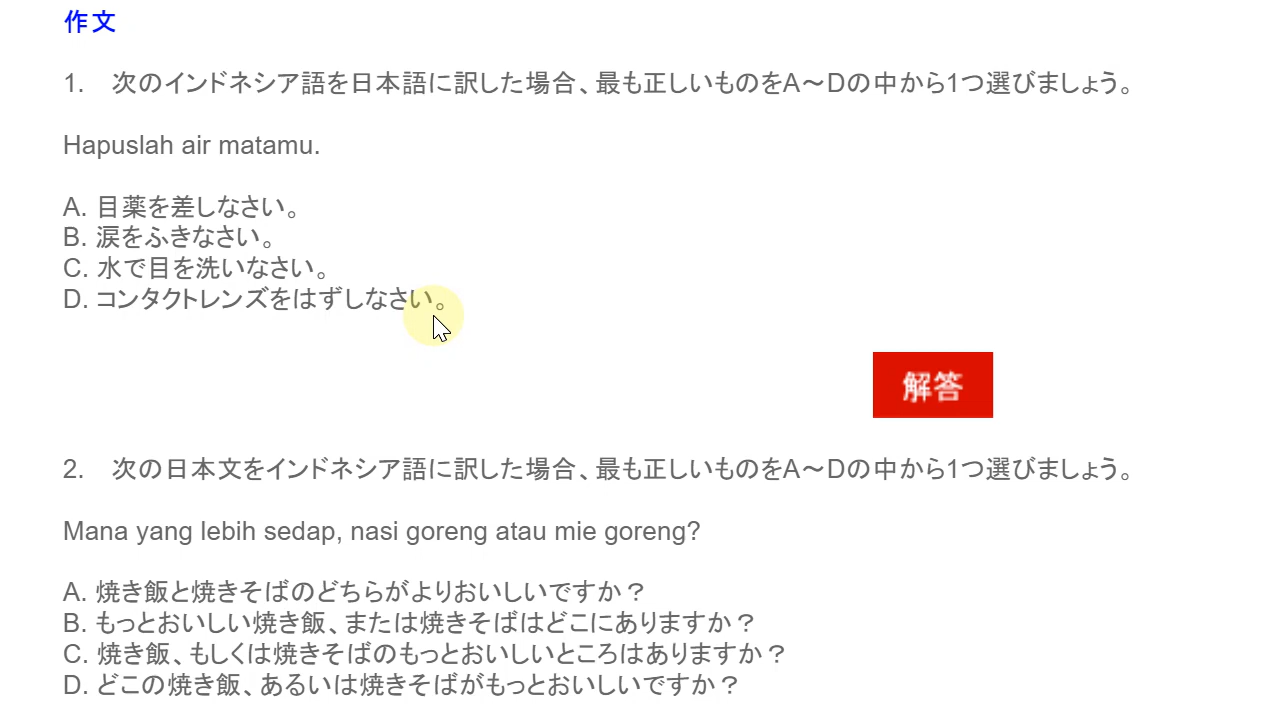 作文
1.　次のインドネシア語を日本語に訳した場合、最も正しいものをA～Dの中から1つ選びましょう。
Hapuslah air matamu.
A. 目薬を差しなさい。
B. 涙をふきなさい。
C. 水で目を洗いなさい。
D. コンタクトレンズをはずしなさい。
解答
2.　次の日本文をインドネシア語に訳した場合、最も正しいものをA～Dの中から1つ選びましょう。
Mana yang lebih sedap, nasi goreng atau mie goreng?
A. 焼き飯と焼きそばのどちらがよりおいしいですか？
B. もっとおいしい焼き飯、または焼きそばはどこにありますか？
C. 焼き飯、もしくは焼きそばのもっとおいしいところはありますか？
D. どこの焼き飯、あるいは焼きそばがもっとおいしいですか？